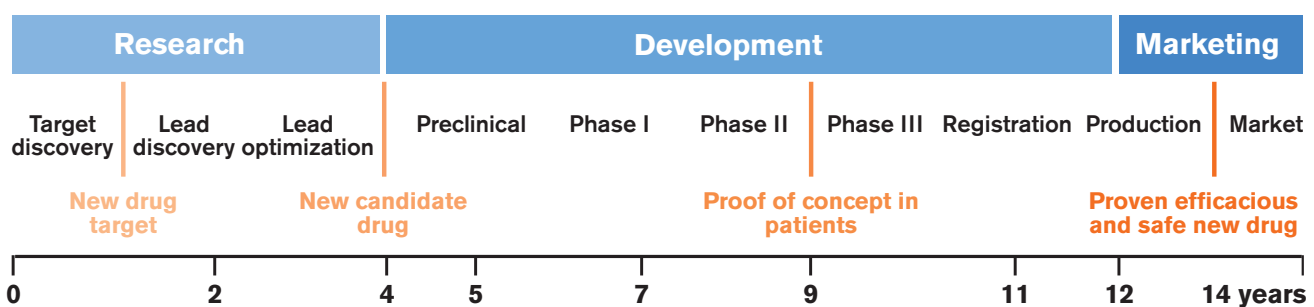 Research Development Marketing
Target Lead Lead Preclinical Phase I Phase II Phase III Registration Production Market
discovery discovery optimization
New drug New candidate Proof of concept in Proven efficacious
target drug patients and safe new drug
0 2 4 5 7 9 11 12 14 years